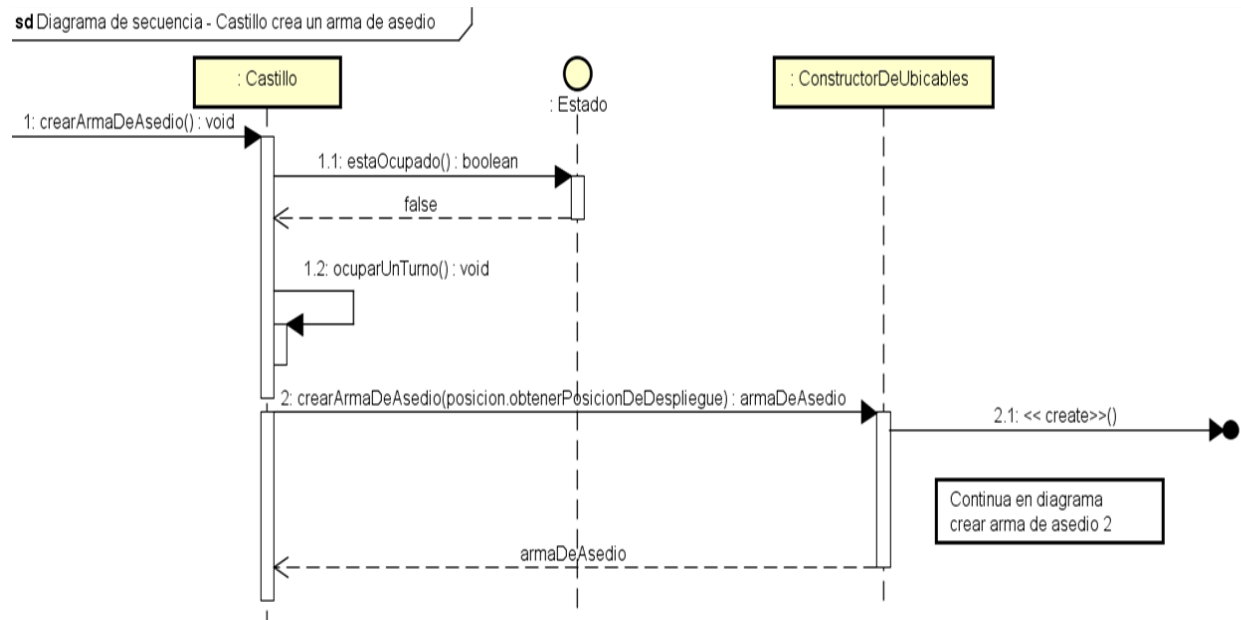 sd Diagrama de secuencia - Castillo crea un arma de asedio
: Castillo
: Estado
: ConstructorDeUbicables
1: crearArmaDeAsedio() : void
1.1: estaOcupado() : boolean
false
1.2: ocuparUnTurno() : void
2: crearArmaDeAsedio(posicion.obtenerPosicionDeDespliegue) : armaDeAsedio
2.1: << create>>()
Continua en diagrama
crear arma de asedio 2
armaDeAsedio